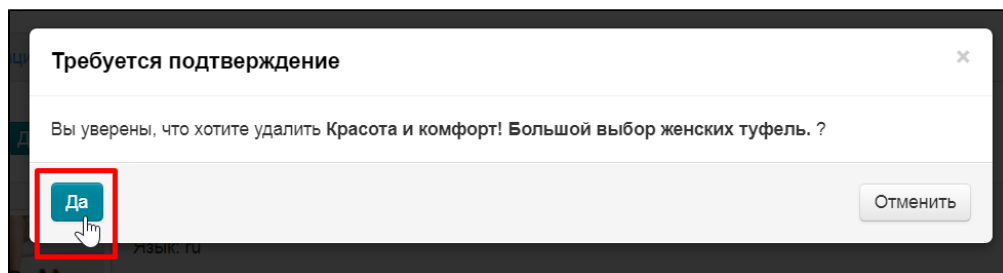 Требуется подтверждение
×
Вы уверены, что хотите удалить Красота и комфорт! Большой выбор женских туфель. ?
Да
Отменить
Язык: ru